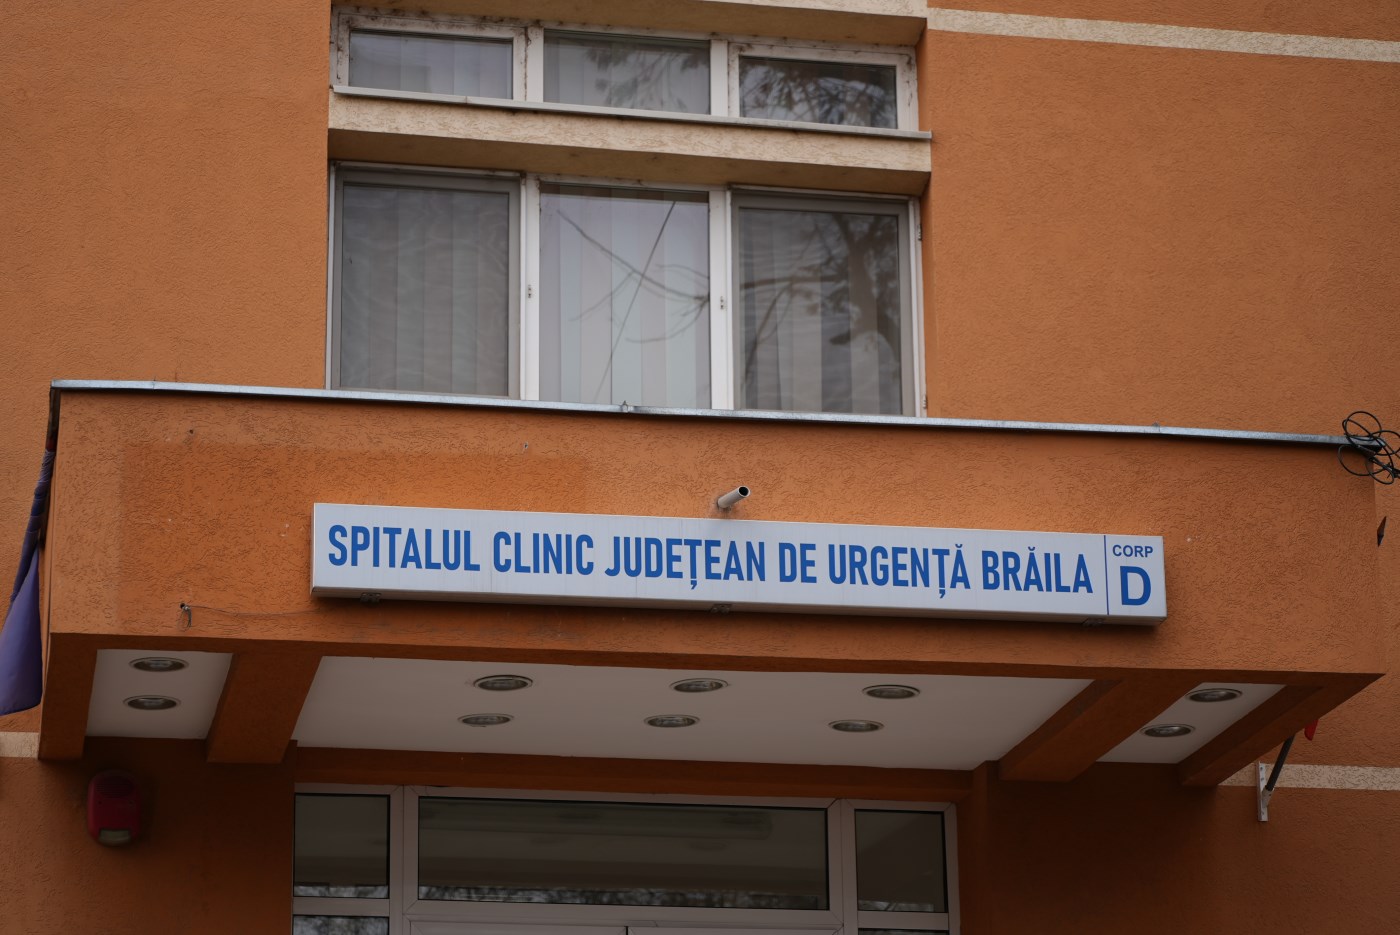 SPITALUL CLINIC JUDEȚEAN DE URGENȚĂ BRĂILA
CORP
D